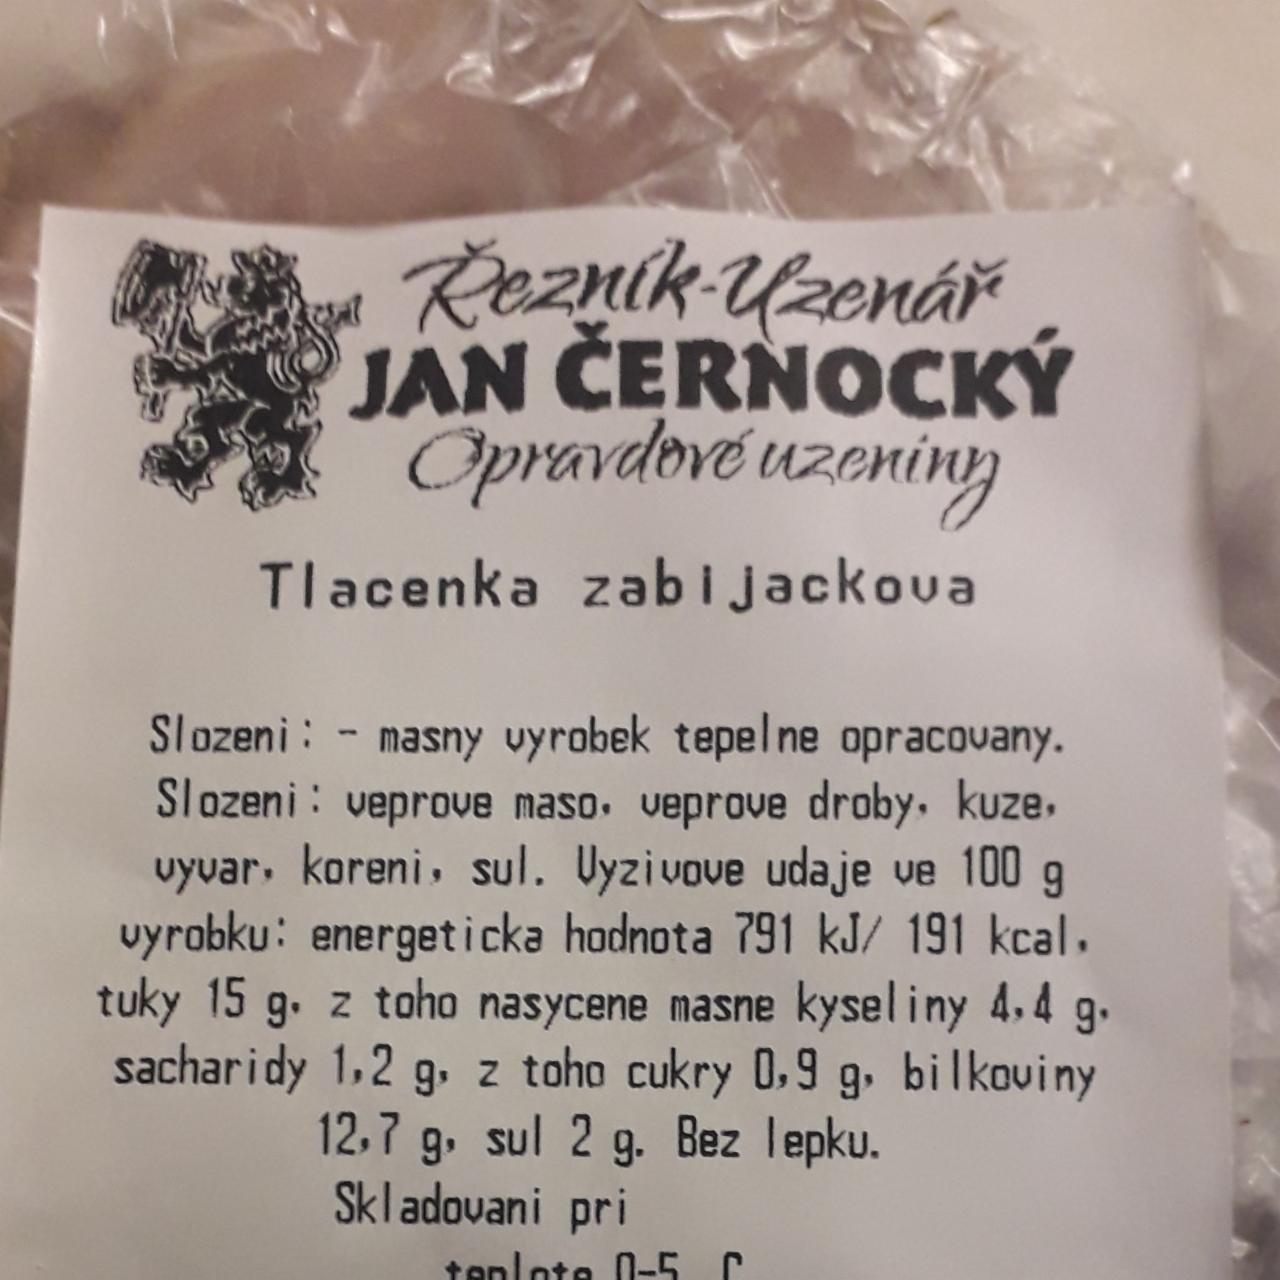 Řezník-Uzenář
JAN ČERNOCKÝ
Opravdové uzeniny
Tlacenka zabijackova
Slozeni: - masny vyrobek tepelne opracovany.
Slozeni: veprove maso, veprove droby, kuze,
vyvar, koreni, sul. Vyzivove udaje ve 100 g
vyrobku: energeticka hodnota 791 kJ/ 191 kcal,
tuky 15 g, z toho nasycene masne kyseliny 4,4 g,
sacharidy 1,2 g, z toho cukry 0,9 g, bilkoviny
12,7 g, sul 2 g. Bez lepku.
Skladovani pri
teplote 0-5 C